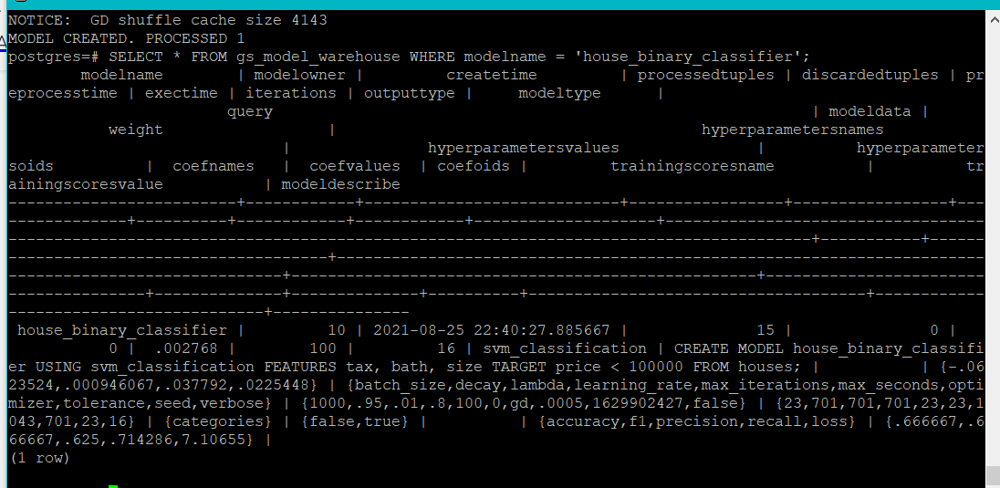 NOTICE:  GD shuffle cache size 4143
MODEL CREATED. PROCESSED 1
postgres=# SELECT * FROM gs_model_warehouse WHERE modelname = 'house_binary_classifier';
        modelname        | modelowner |         createtime         | processedtuples | discardedtuples | pr
eprocesstime | exectime | iterations | outputtype |     modeltype      |
                        query                                                           | modeldata |
           weight                  |                                        hyperparametersnames
                              |               hyperparametersvalues               |          hyperparameter
soids          |  coefnames   |  coefvalues  | coefoids |         trainingscoresname          |          tr
ainingscoresvalue           | modeldescribe
-------------------------+------------+----------------------------+-----------------+-----------------+---
-------------+----------+------------+------------+--------------------+-----------------------------------
----------------------------------------------------------------------------------------+-----------+------
-----------------------------------+-----------------------------------------------------------------------
------------------------------+---------------------------------------------------+------------------------
---------------+--------------+--------------+----------+-------------------------------------+------------
----------------------------+---------------
 house_binary_classifier |         10 | 2021-08-25 22:40:27.885667 |              15 |               0 |
           0 |  .002768 |        100 |         16 | svm_classification | CREATE MODEL house_binary_classifi
er USING svm_classification FEATURES tax, bath, size TARGET price < 100000 FROM houses; |           | {-.06
23524,.000946067,.037792,.0225448} | {batch_size,decay,lambda,learning_rate,max_iterations,max_seconds,opti
mizer,tolerance,seed,verbose} | {1000,.95,.01,.8,100,0,gd,.0005,1629902427,false} | {23,701,701,701,23,23,1
043,701,23,16} | {categories} | {false,true} |          | {accuracy,f1,precision,recall,loss} | {.666667,.6
66667,.625,.714286,7.10655} |
(1 row)